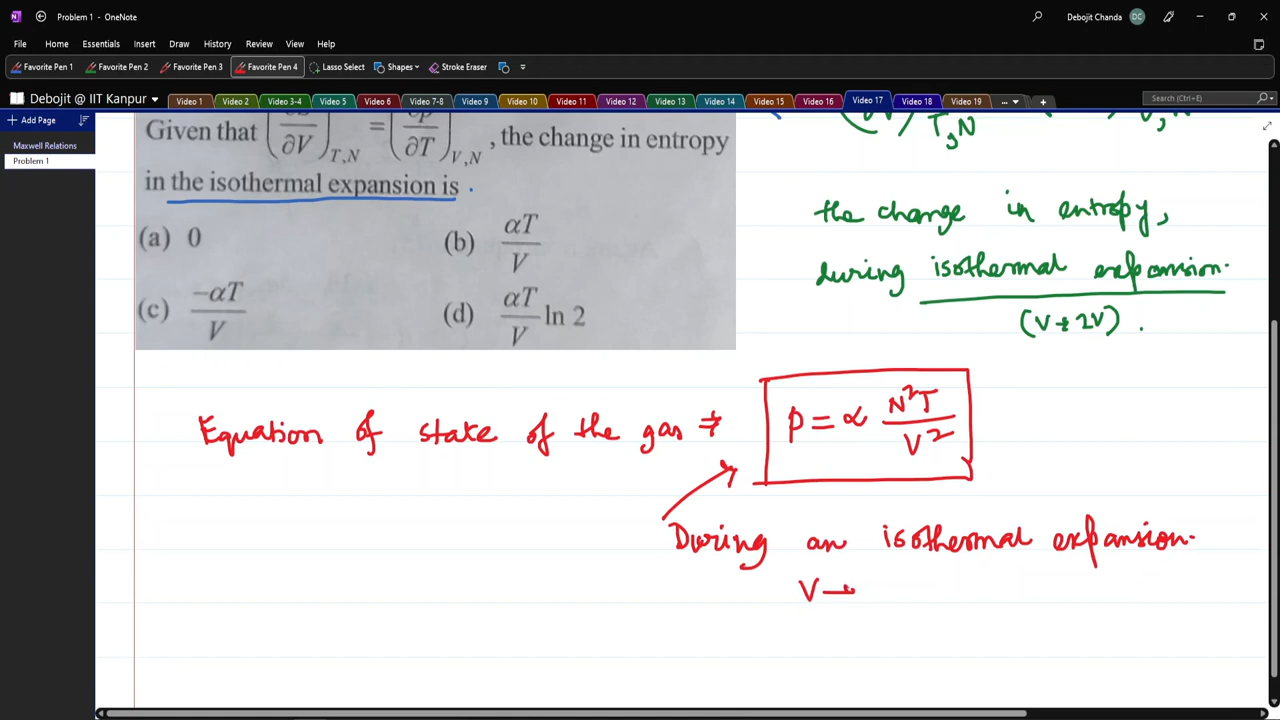 Problem 1 - OneNote
Debojit Chanda DC
File Home Essentials Insert Draw History Review View Help
Favorite Pen 1 Favorite Pen 2 Favorite Pen 3 Favorite Pen 4 Lasso Select Shapes Stroke Eraser
Debojit @ IIT Kanpur Video 1 Video 2 Video 3-4 Video 5 Video 6 Video 7-8 Video 9 Video 10 Video 11 Video 12 Video 13 Video 14 Video 15 Video 16 Video 17 Video 18 Video 19 ... + Search (Ctrl+E)
Add Page
Maxwell Relations
Problem 1
Given that (∂S/∂V)T,N = (∂p/∂T)V,N , the change in entropy
in the isothermal expansion is .
(a) 0
(b) αT/V
(c) -αT/V
(d) αT/V ln 2
T,N V,N
the change in entropy,
during isothermal expansion.
(V → 2V) .
Equation of state of the gas →
p = α N²T/V²
During an isothermal expansion.
V →